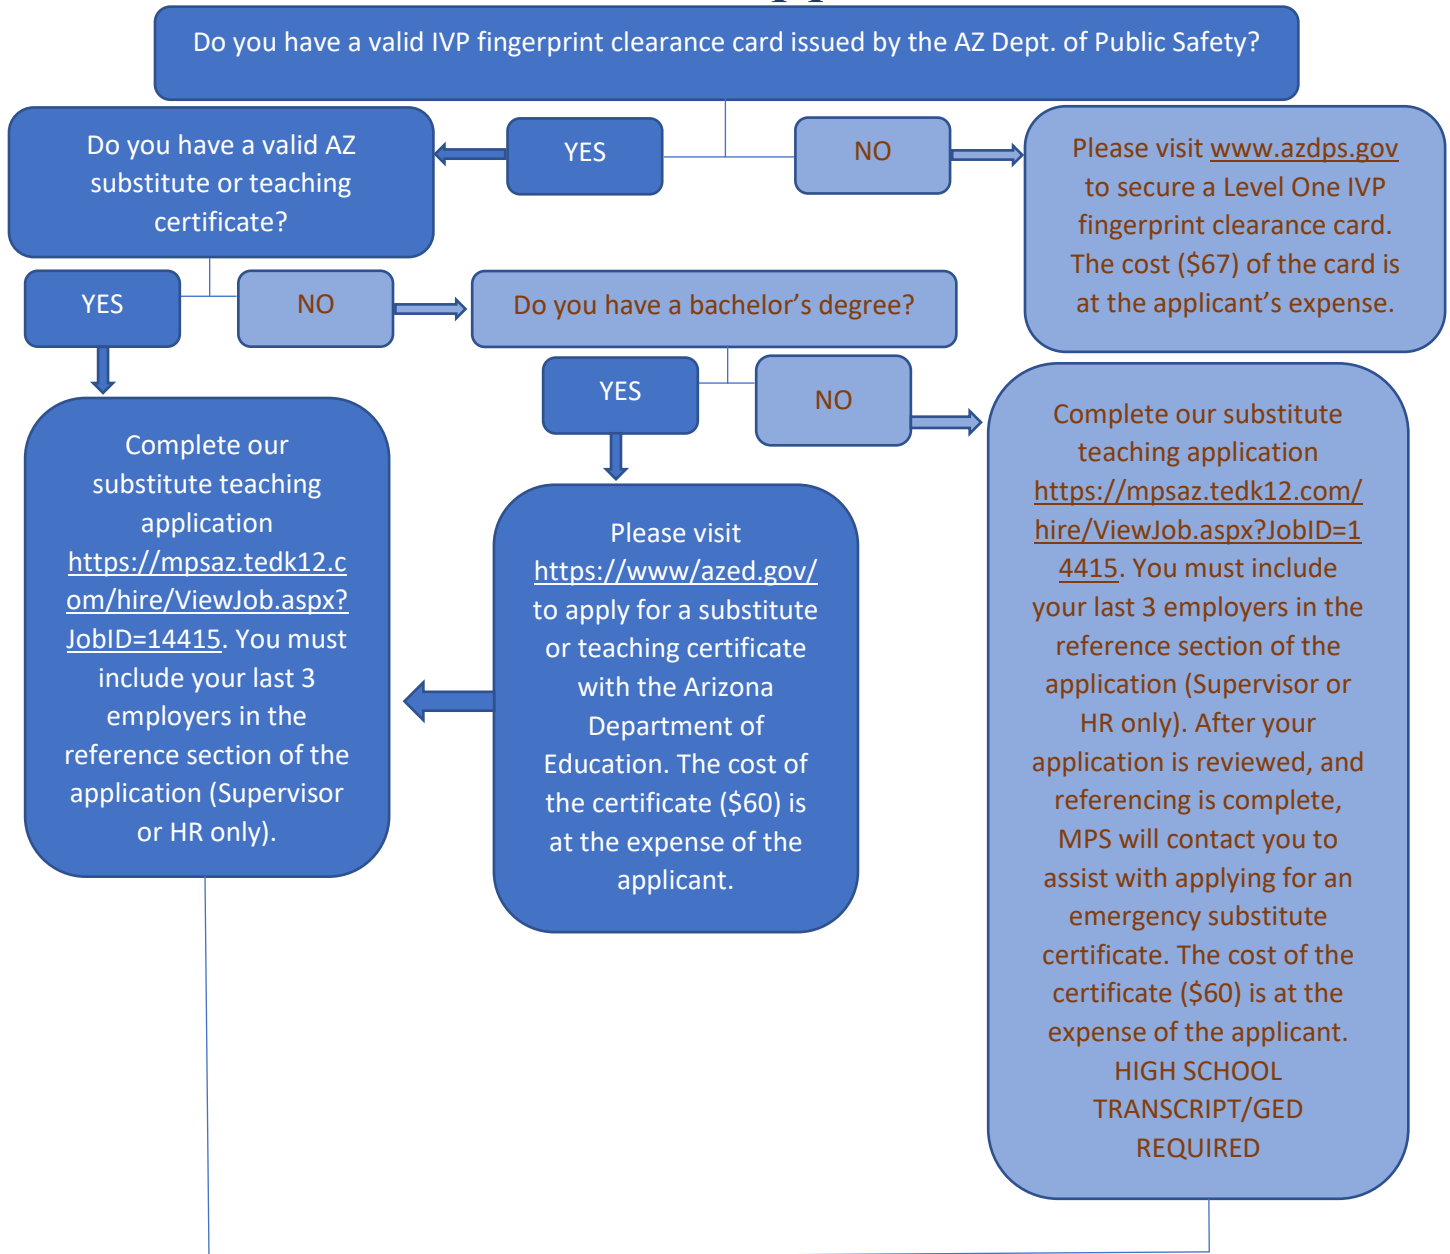 Do you have a valid IVP fingerprint clearance card issued by the AZ Dept. of Public Safety?
Do you have a valid AZ
substitute or teaching
certificate?
YES
NO
Please visit www.azdps.gov
to secure a Level One IVP
fingerprint clearance card.
The cost ($67) of the card is
at the applicant’s expense.
YES
NO
Do you have a bachelor’s degree?
YES
NO
Complete our
substitute teaching
application
https://mpsaz.tedk12.c
om/hire/ViewJob.aspx?
JobID=14415. You must
include your last 3
employers in the
reference section of the
application (Supervisor
or HR only).
Please visit
https://www/azed.gov/
to apply for a substitute
or teaching certificate
with the Arizona
Department of
Education. The cost of
the certificate ($60) is
at the expense of the
applicant.
Complete our substitute
teaching application
https://mpsaz.tedk12.com/
hire/ViewJob.aspx?JobID=1
4415. You must include
your last 3 employers in the
reference section of the
application (Supervisor or
HR only). After your
application is reviewed, and
referencing is complete,
MPS will contact you to
assist with applying for an
emergency substitute
certificate. The cost of the
certificate ($60) is at the
expense of the applicant.
HIGH SCHOOL
TRANSCRIPT/GED
REQUIRED